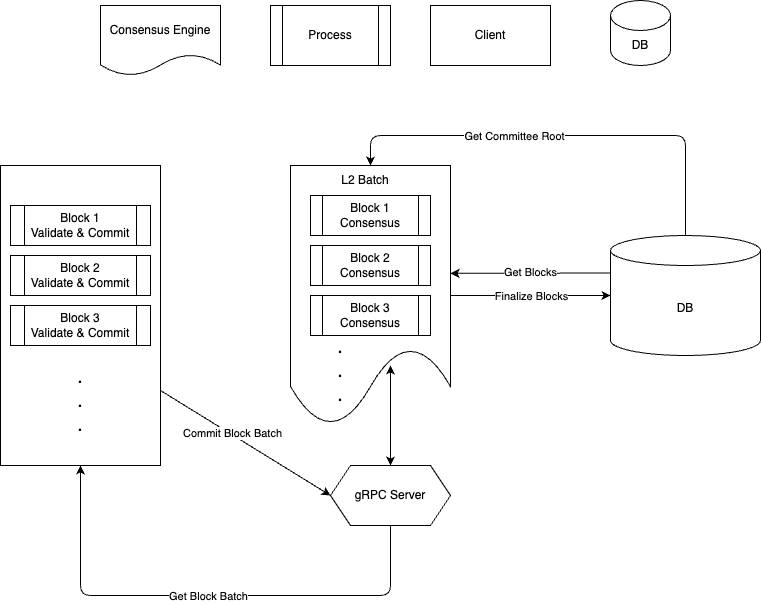 Consensus Engine
Process
Client
DB
Get Committee Root
L2 Batch
Block 1
Validate & Commit
Block 2
Validate & Commit
Block 3
Validate & Commit
.
.
.
Block 1
Consensus
Block 2
Consensus
Block 3
Consensus
.
.
.
Get Blocks
Finalize Blocks
DB
Commit Block Batch
gRPC Server
Get Block Batch